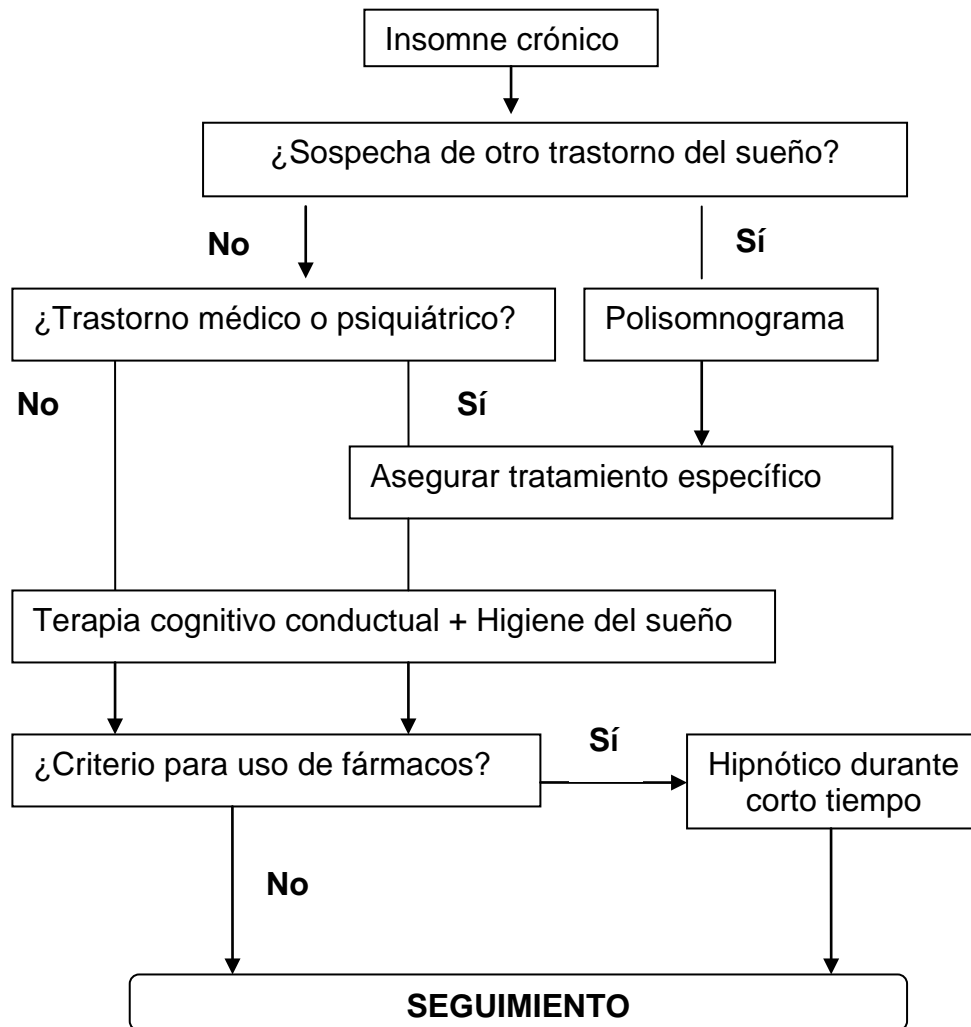 Insomne crónico
¿Sospecha de otro trastorno del sueño?
No
Sí
¿Trastorno médico o psiquiátrico?
Polisomnograma
No
Sí
Asegurar tratamiento específico
Terapia cognitivo conductual + Higiene del sueño
¿Criterio para uso de fármacos?
Sí
Hipnótico durante
corto tiempo
No
SEGUIMIENTO